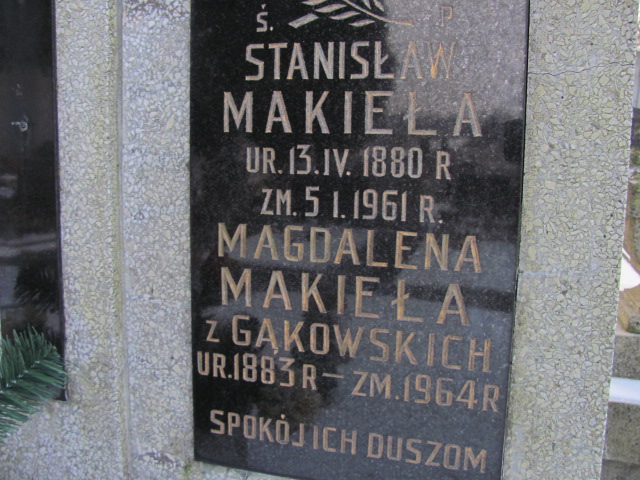 Ś. P
STANISŁAW
MAKIEŁA
UR. 13. IV. 1880 R
ZM. 5 I. 1961 R.
MAGDALENA
MAKIEŁA
Z GĄKOWSKICH
UR. 1883 R – ZM. 1964 R
SPOKÓJ ICH DUSZOM